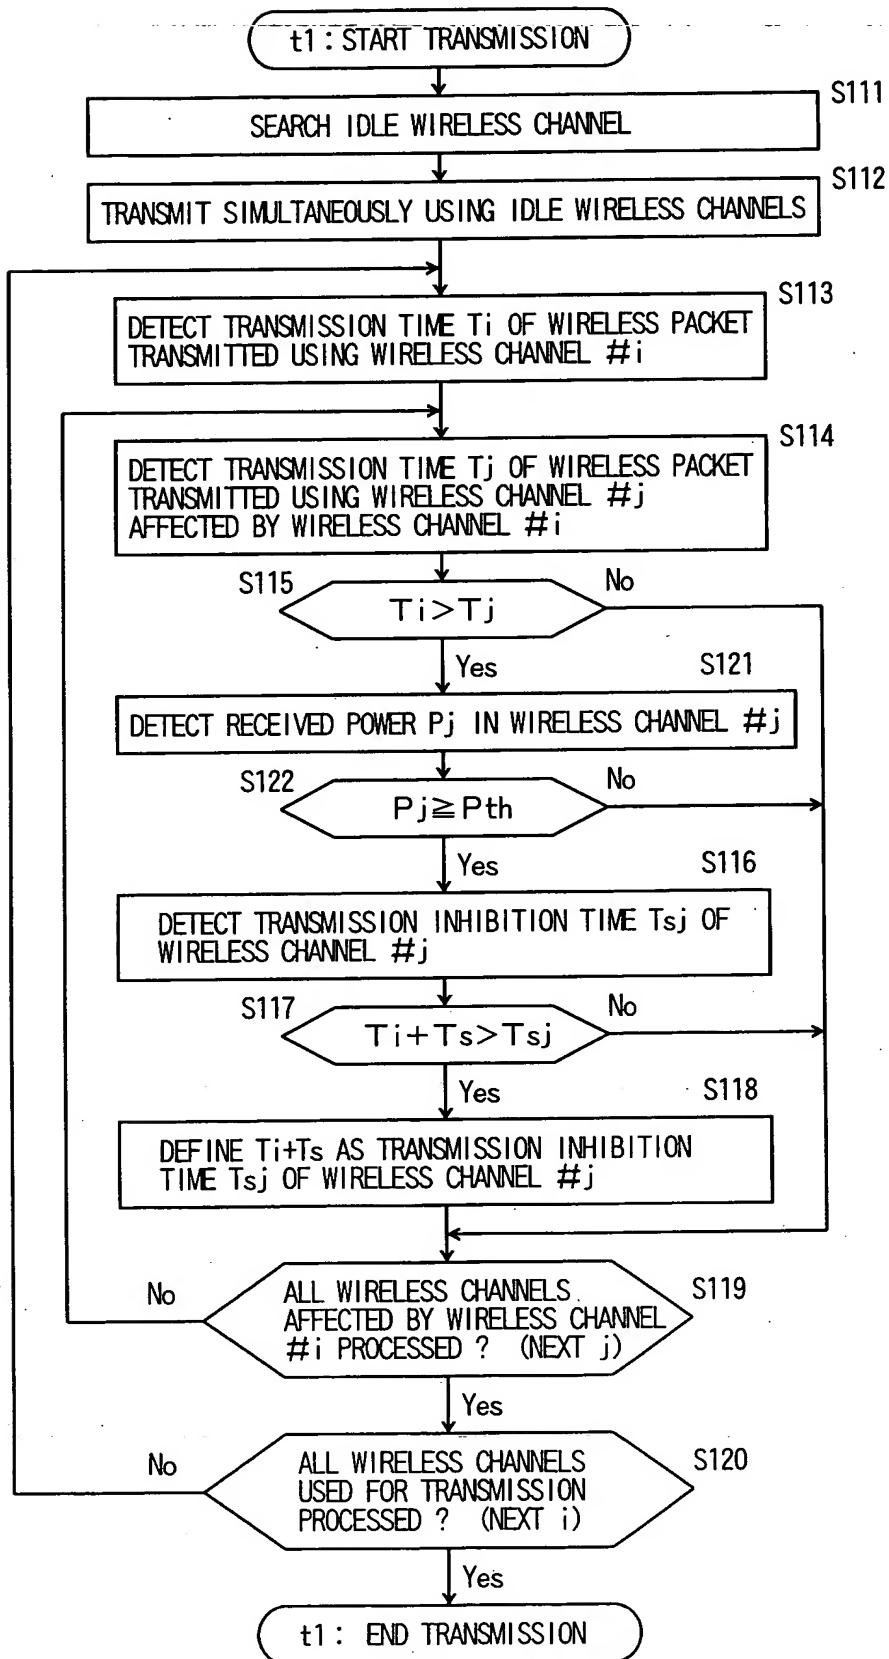 t1 : START TRANSMISSION
S111
SEARCH IDLE WIRELESS CHANNEL
S112
TRANSMIT SIMULTANEOUSLY USING IDLE WIRELESS CHANNELS
S113
DETECT TRANSMISSION TIME Ti OF WIRELESS PACKET
TRANSMITTED USING WIRELESS CHANNEL #i
S114
DETECT TRANSMISSION TIME Tj OF WIRELESS PACKET
TRANSMITTED USING WIRELESS CHANNEL #j
AFFECTED BY WIRELESS CHANNEL #i
S115
Ti>Tj
No
Yes
S121
DETECT RECEIVED POWER Pj IN WIRELESS CHANNEL #j
S122
Pj≧Pth
No
Yes
S116
DETECT TRANSMISSION INHIBITION TIME Tsj OF
WIRELESS CHANNEL #j
S117
Ti+Ts>Tsj
No
Yes
S118
DEFINE Ti+Ts AS TRANSMISSION INHIBITION
TIME Tsj OF WIRELESS CHANNEL #j
No
ALL WIRELESS CHANNELS
AFFECTED BY WIRELESS CHANNEL
#i PROCESSED ? (NEXT j)
S119
Yes
No
ALL WIRELESS CHANNELS
USED FOR TRANSMISSION
PROCESSED ? (NEXT i)
S120
Yes
t1 : END TRANSMISSION